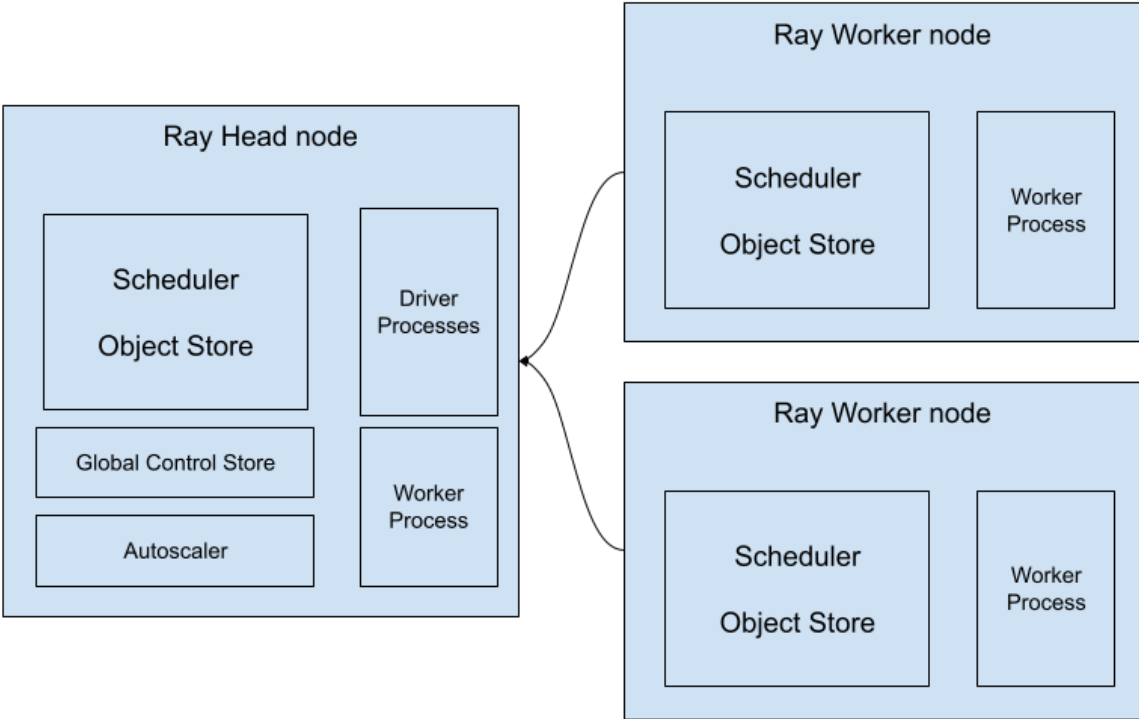 Ray Head node
Scheduler
Object Store
Driver
Processes
Global Control Store
Autoscaler
Worker
Process
Ray Worker node
Scheduler
Object Store
Worker
Process
Ray Worker node
Scheduler
Object Store
Worker
Process